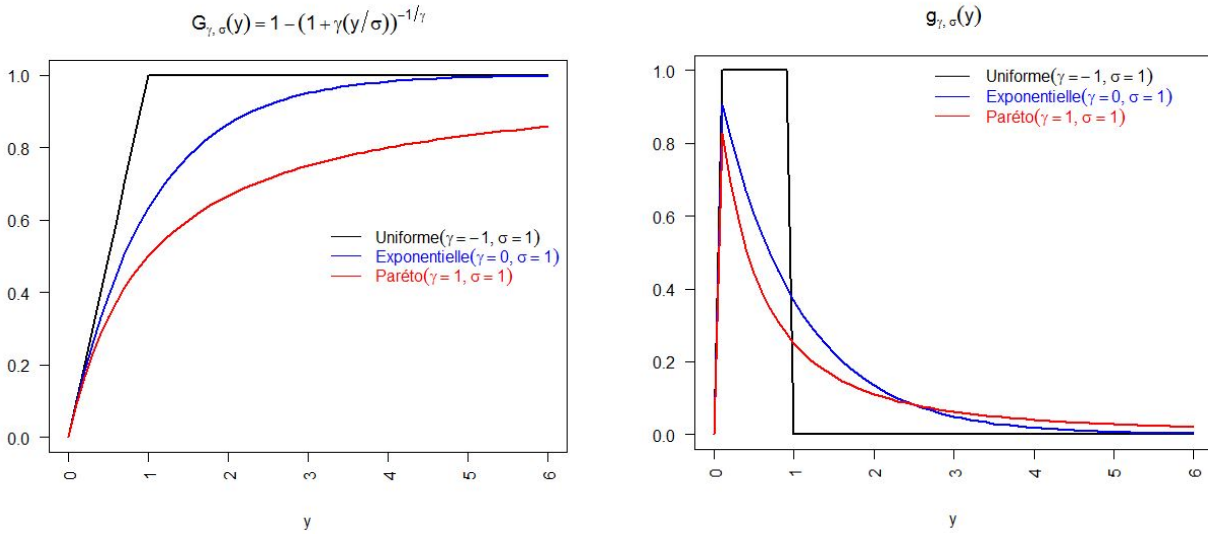 G_{γ, σ}(y) = 1 − (1 + γ(y/σ))^{−1/γ}
1.0
0.8
0.6
0.4
0.2
0.0
Uniforme(γ = −1, σ = 1)
Exponentielle(γ = 0, σ = 1)
Paréto(γ = 1, σ = 1)
0 1 2 3 4 5 6
y
g_{γ, σ}(y)
1.0
0.8
0.6
0.4
0.2
0.0
Uniforme(γ = −1, σ = 1)
Exponentielle(γ = 0, σ = 1)
Paréto(γ = 1, σ = 1)
0 1 2 3 4 5 6
y